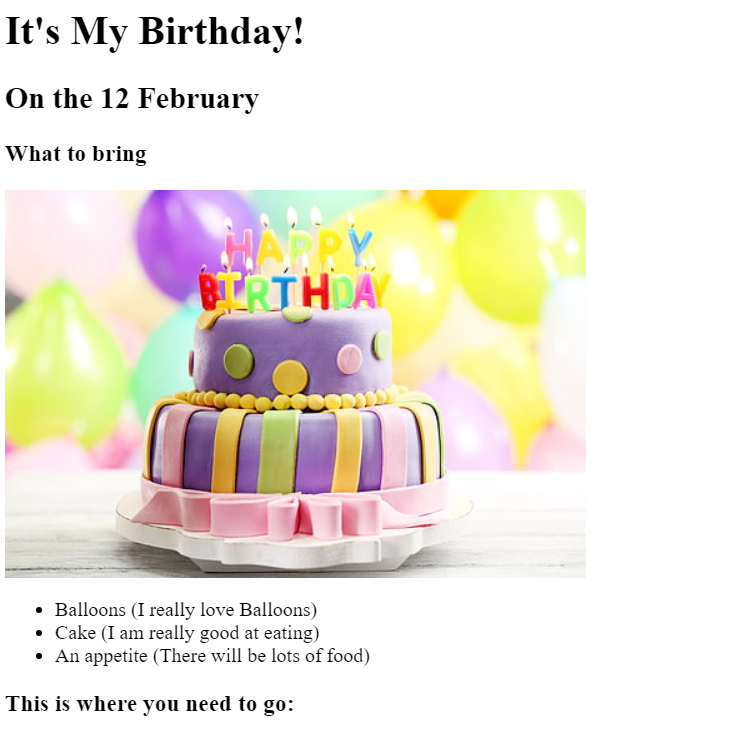 It's My Birthday!
On the 12 February
What to bring
HAPPY
BIRTHDAY
Balloons (I really love Balloons)
Cake (I am really good at eating)
An appetite (There will be lots of food)
This is where you need to go: